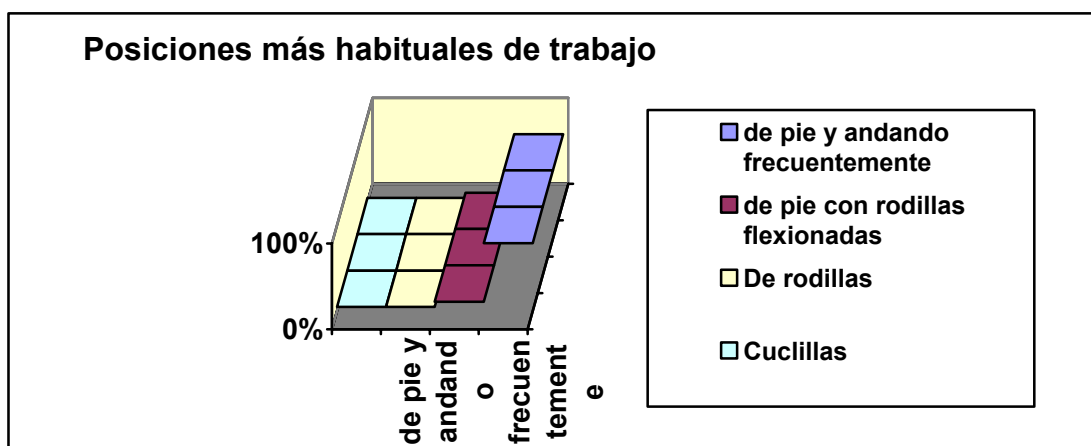 Posiciones más habituales de trabajo
100%
0%
de pie y
andand
o
frecuen
tement
e
de pie y andando
frecuentemente
de pie con rodillas
flexionadas
De rodillas
Cuclillas